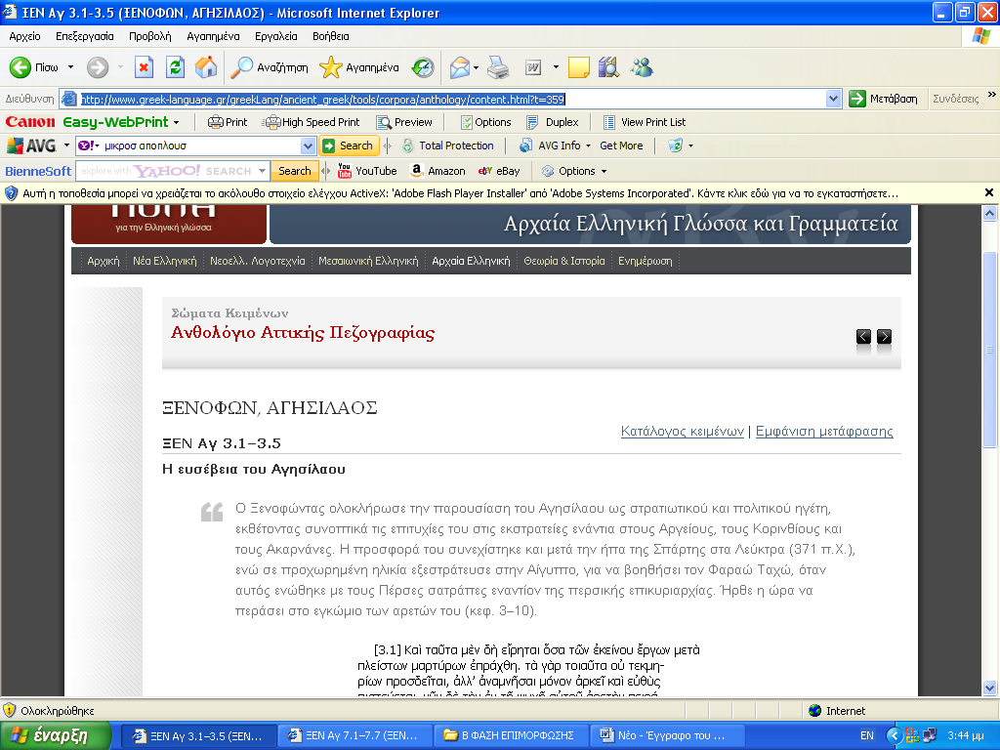 ΞΕΝ Αγ 3.1-3.5 (ΞΕΝΟΦΩΝ, ΑΓΗΣΙΛΑΟΣ) - Microsoft Internet Explorer
Αρχείο Επεξεργασία Προβολή Αγαπημένα Εργαλεία Βοήθεια
Πίσω Αναζήτηση Αγαπημένα
Διεύθυνση http://www.greek-language.gr/greekLang/ancient_greek/tools/corpora/anthology/content.html?t=359 Μετάβαση Συνδέσεις »
Canon Easy-WebPrint Print High Speed Print Preview Options Duplex View Print List
AVG Y! μικροσ αποπλουσ Search Total Protection AVG Info Get More
BienneSoft explore with YAHOO! SEARCH Search YouTube Amazon eBay Options
Αυτή η τοποθεσία μπορεί να χρειάζεται το ακόλουθο στοιχείο ελέγχου ActiveX: 'Adobe Flash Player Installer' από 'Adobe Systems Incorporated'. Κάντε κλικ εδώ για να το εγκαταστήσετε...
για την Ελληνική γλώσσα
Αρχαία Ελληνική Γλώσσα και Γραμματεία
Αρχική Νέα Ελληνική Νεοελλ. Λογοτεχνία Μεσαιωνική Ελληνική Αρχαία Ελληνική Θεωρία & Ιστορία Ενημέρωση
Σώματα Κειμένων
Ανθολόγιο Αττικής Πεζογραφίας
ΞΕΝΟΦΩΝ, ΑΓΗΣΙΛΑΟΣ
Κατάλογος κειμένων | Εμφάνιση μετάφρασης
ΞΕΝ Αγ 3.1–3.5
Η ευσέβεια του Αγησίλαου
Ο Ξενοφώντας ολοκλήρωσε την παρουσίαση του Αγησίλαου ως στρατιωτικού και πολιτικού ηγέτη,
εκθέτοντας συνοπτικά τις επιτυχίες του στις εκστρατείες ενάντια στους Αργείους, τους Κορινθίους και
τους Ακαρνάνες. Η προσφορά του συνεχίστηκε και μετά την ήττα της Σπάρτης στα Λεύκτρα (371 π.Χ.),
ενώ σε προχωρημένη ηλικία εξεστράτευσε στην Αίγυπτο, για να βοηθήσει τον Φαραώ Ταχώ, όταν
αυτός ενώθηκε με τους Πέρσες σατράπες εναντίον της περσικής επικυριαρχίας. Ήρθε η ώρα να
περάσει στο εγκώμιο των αρετών του (κεφ. 3–10).
[3.1] Καὶ ταῦτα μὲν δὴ εἴρηται ὅσα τῶν ἐκείνου ἔργων μετὰ
πλείστων μαρτύρων ἐπράχθη. τὰ γὰρ τοιαῦτα οὐ τεκμη-
ρίων προσδεῖται, ἀλλ’ ἀναμνῆσαι μόνον ἀρκεῖ καὶ εὐθὺς
Ολοκληρώθηκε Internet
έναρξη ΞΕΝ Αγ 3.1–3.5 (ΞΕΝ... ΞΕΝ Αγ 7.1–7.7 (ΞΕΝ... Β ΦΑΣΗ ΕΠΙΜΟΡΦΩΣΗΣ Νέο - Έγγραφο του ... EN 3:44 μμ